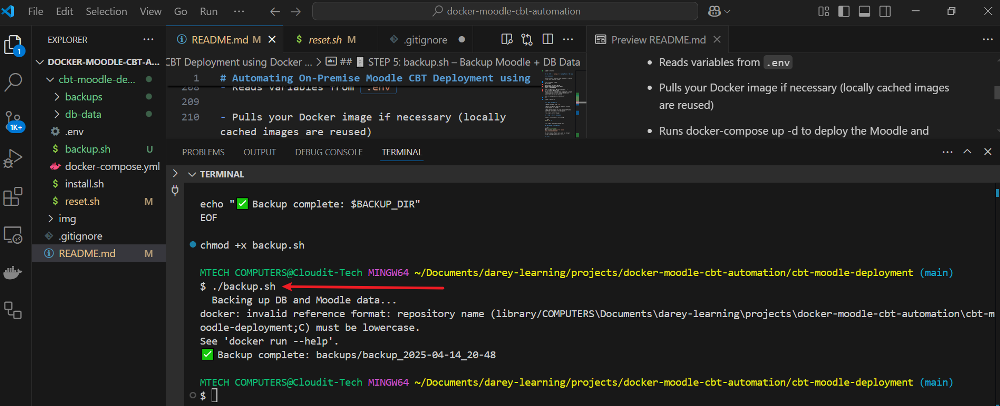 File Edit Selection View Go Run ··· docker-moodle-cbt-automation
EXPLORER
DOCKER-MOODLE-CBT-A...
cbt-moodle-de...
backups
db-data
.env
backup.sh U
docker-compose.yml
install.sh
reset.sh M
img
.gitignore
README.md M
1K+
README.md M
reset.sh M
.gitignore
Preview README.md
CBT Deployment using Docker ... > ## STEP 5: backup.sh – Backup Moodle + DB Data
1 # Automating On-Premise Moodle CBT Deployment using
208 - Reads variables from `.env`
209
210 - Pulls your Docker image if necessary (locally
cached images are reused)
• Reads variables from .env
• Pulls your Docker image if necessary (locally cached images
are reused)
• Runs docker-compose up -d to deploy the Moodle and
PROBLEMS OUTPUT DEBUG CONSOLE TERMINAL
TERMINAL
echo "✅ Backup complete: $BACKUP_DIR"
EOF
chmod +x backup.sh
MTECH COMPUTERS@Cloudit-Tech MINGW64 ~/Documents/darey-learning/projects/docker-moodle-cbt-automation/cbt-moodle-deployment (main)
$ ./backup.sh
Backing up DB and Moodle data...
docker: invalid reference format: repository name (library/COMPUTERS\Documents\darey-learning\projects\docker-moodle-cbt-automation\cbt-m
oodle-deployment;C) must be lowercase.
See 'docker run --help'.
✅ Backup complete: backups/backup_2025-04-14_20-48
MTECH COMPUTERS@Cloudit-Tech MINGW64 ~/Documents/darey-learning/projects/docker-moodle-cbt-automation/cbt-moodle-deployment (main)
$